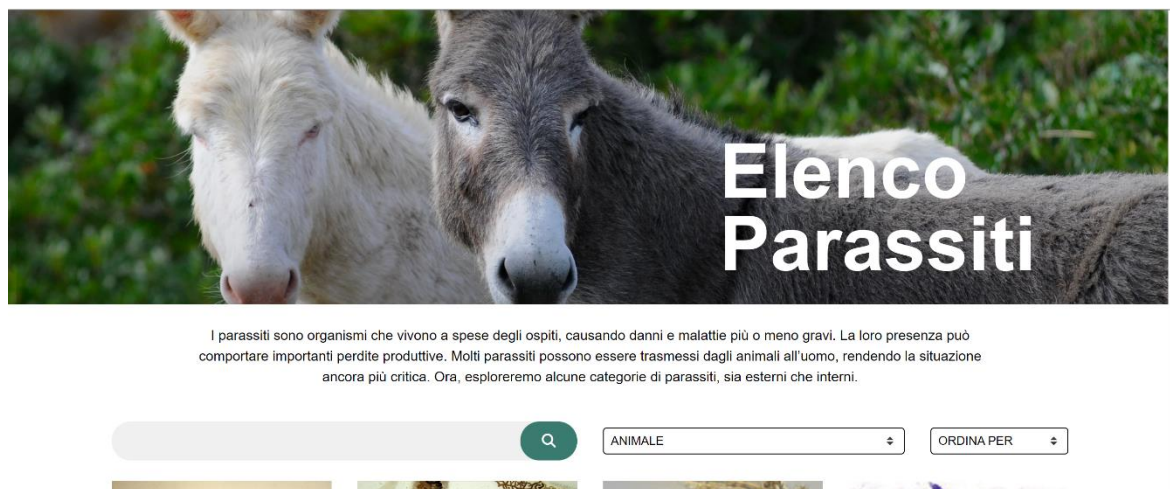 Elenco
Parassiti
I parassiti sono organismi che vivono a spese degli ospiti, causando danni e malattie più o meno gravi. La loro presenza può
comportare importanti perdite produttive. Molti parassiti possono essere trasmessi dagli animali all’uomo, rendendo la situazione
ancora più critica. Ora, esploreremo alcune categorie di parassiti, sia esterni che interni.
ANIMALE
ORDINA PER